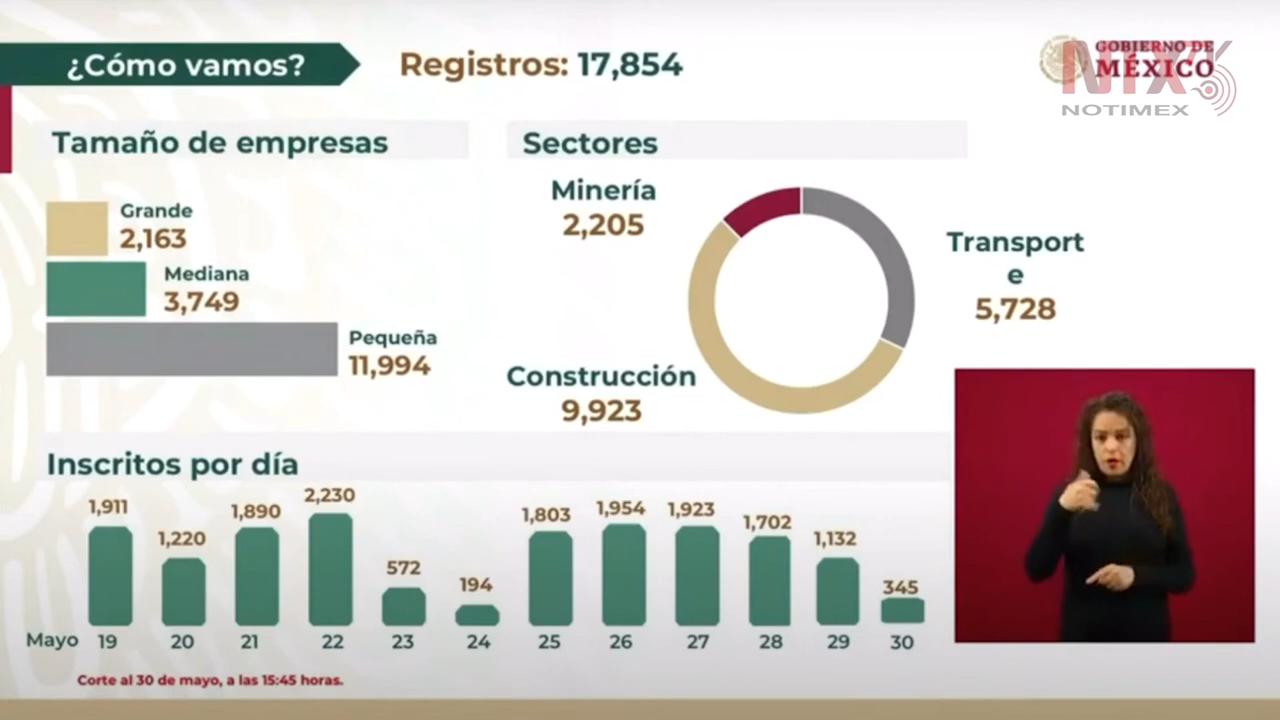 ¿Cómo vamos?
Registros: 17,854
GOBIERNO DE
MÉXICO
NTX
NOTIMEX
Tamaño de empresas
Grande
2,163
Mediana
3,749
Pequeña
11,994
Sectores
Minería
2,205
Transport
e
5,728
Construcción
9,923
Inscritos por día
1,911 1,220 1,890 2,230 572 194 1,803 1,954 1,923 1,702 1,132 345
Mayo 19 20 21 22 23 24 25 26 27 28 29 30
Corte al 30 de mayo, a las 15:45 horas.